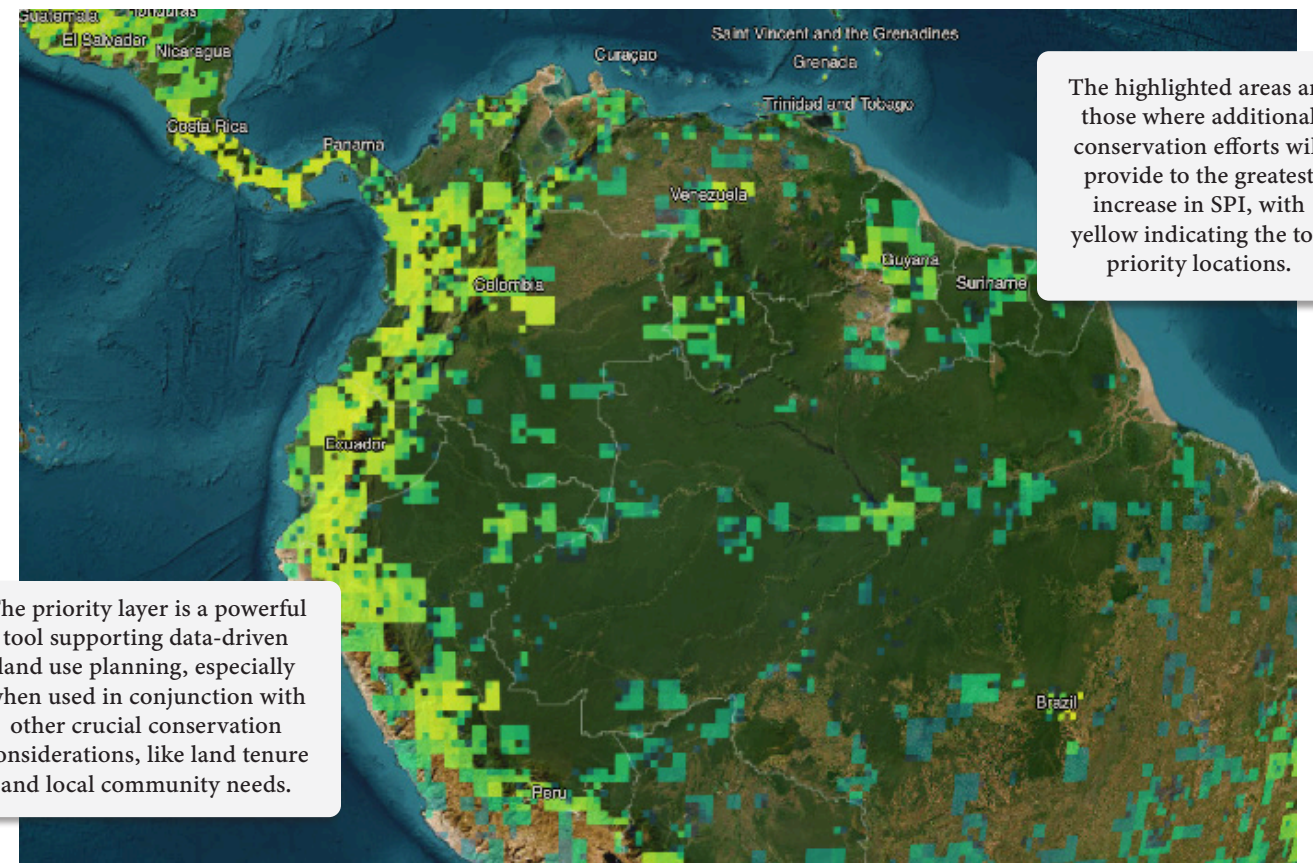 Guatemala
Honduras
El Salvador
Nicaragua
Costa Rica
Panama
Curaçao
Saint Vincent and the Grenadines
Grenada
Trinidad and Tobago
Venezuela
Colombia
Guyana
Suriname
Ecuador
Peru
Brazil
The highlighted areas ar
those where additional
conservation efforts wil
provide to the greatest
increase in SPI, with
yellow indicating the to
priority locations.
he priority layer is a powerful
tool supporting data-driven
land use planning, especially
when used in conjunction with
other crucial conservation
onsiderations, like land tenure
and local community needs.